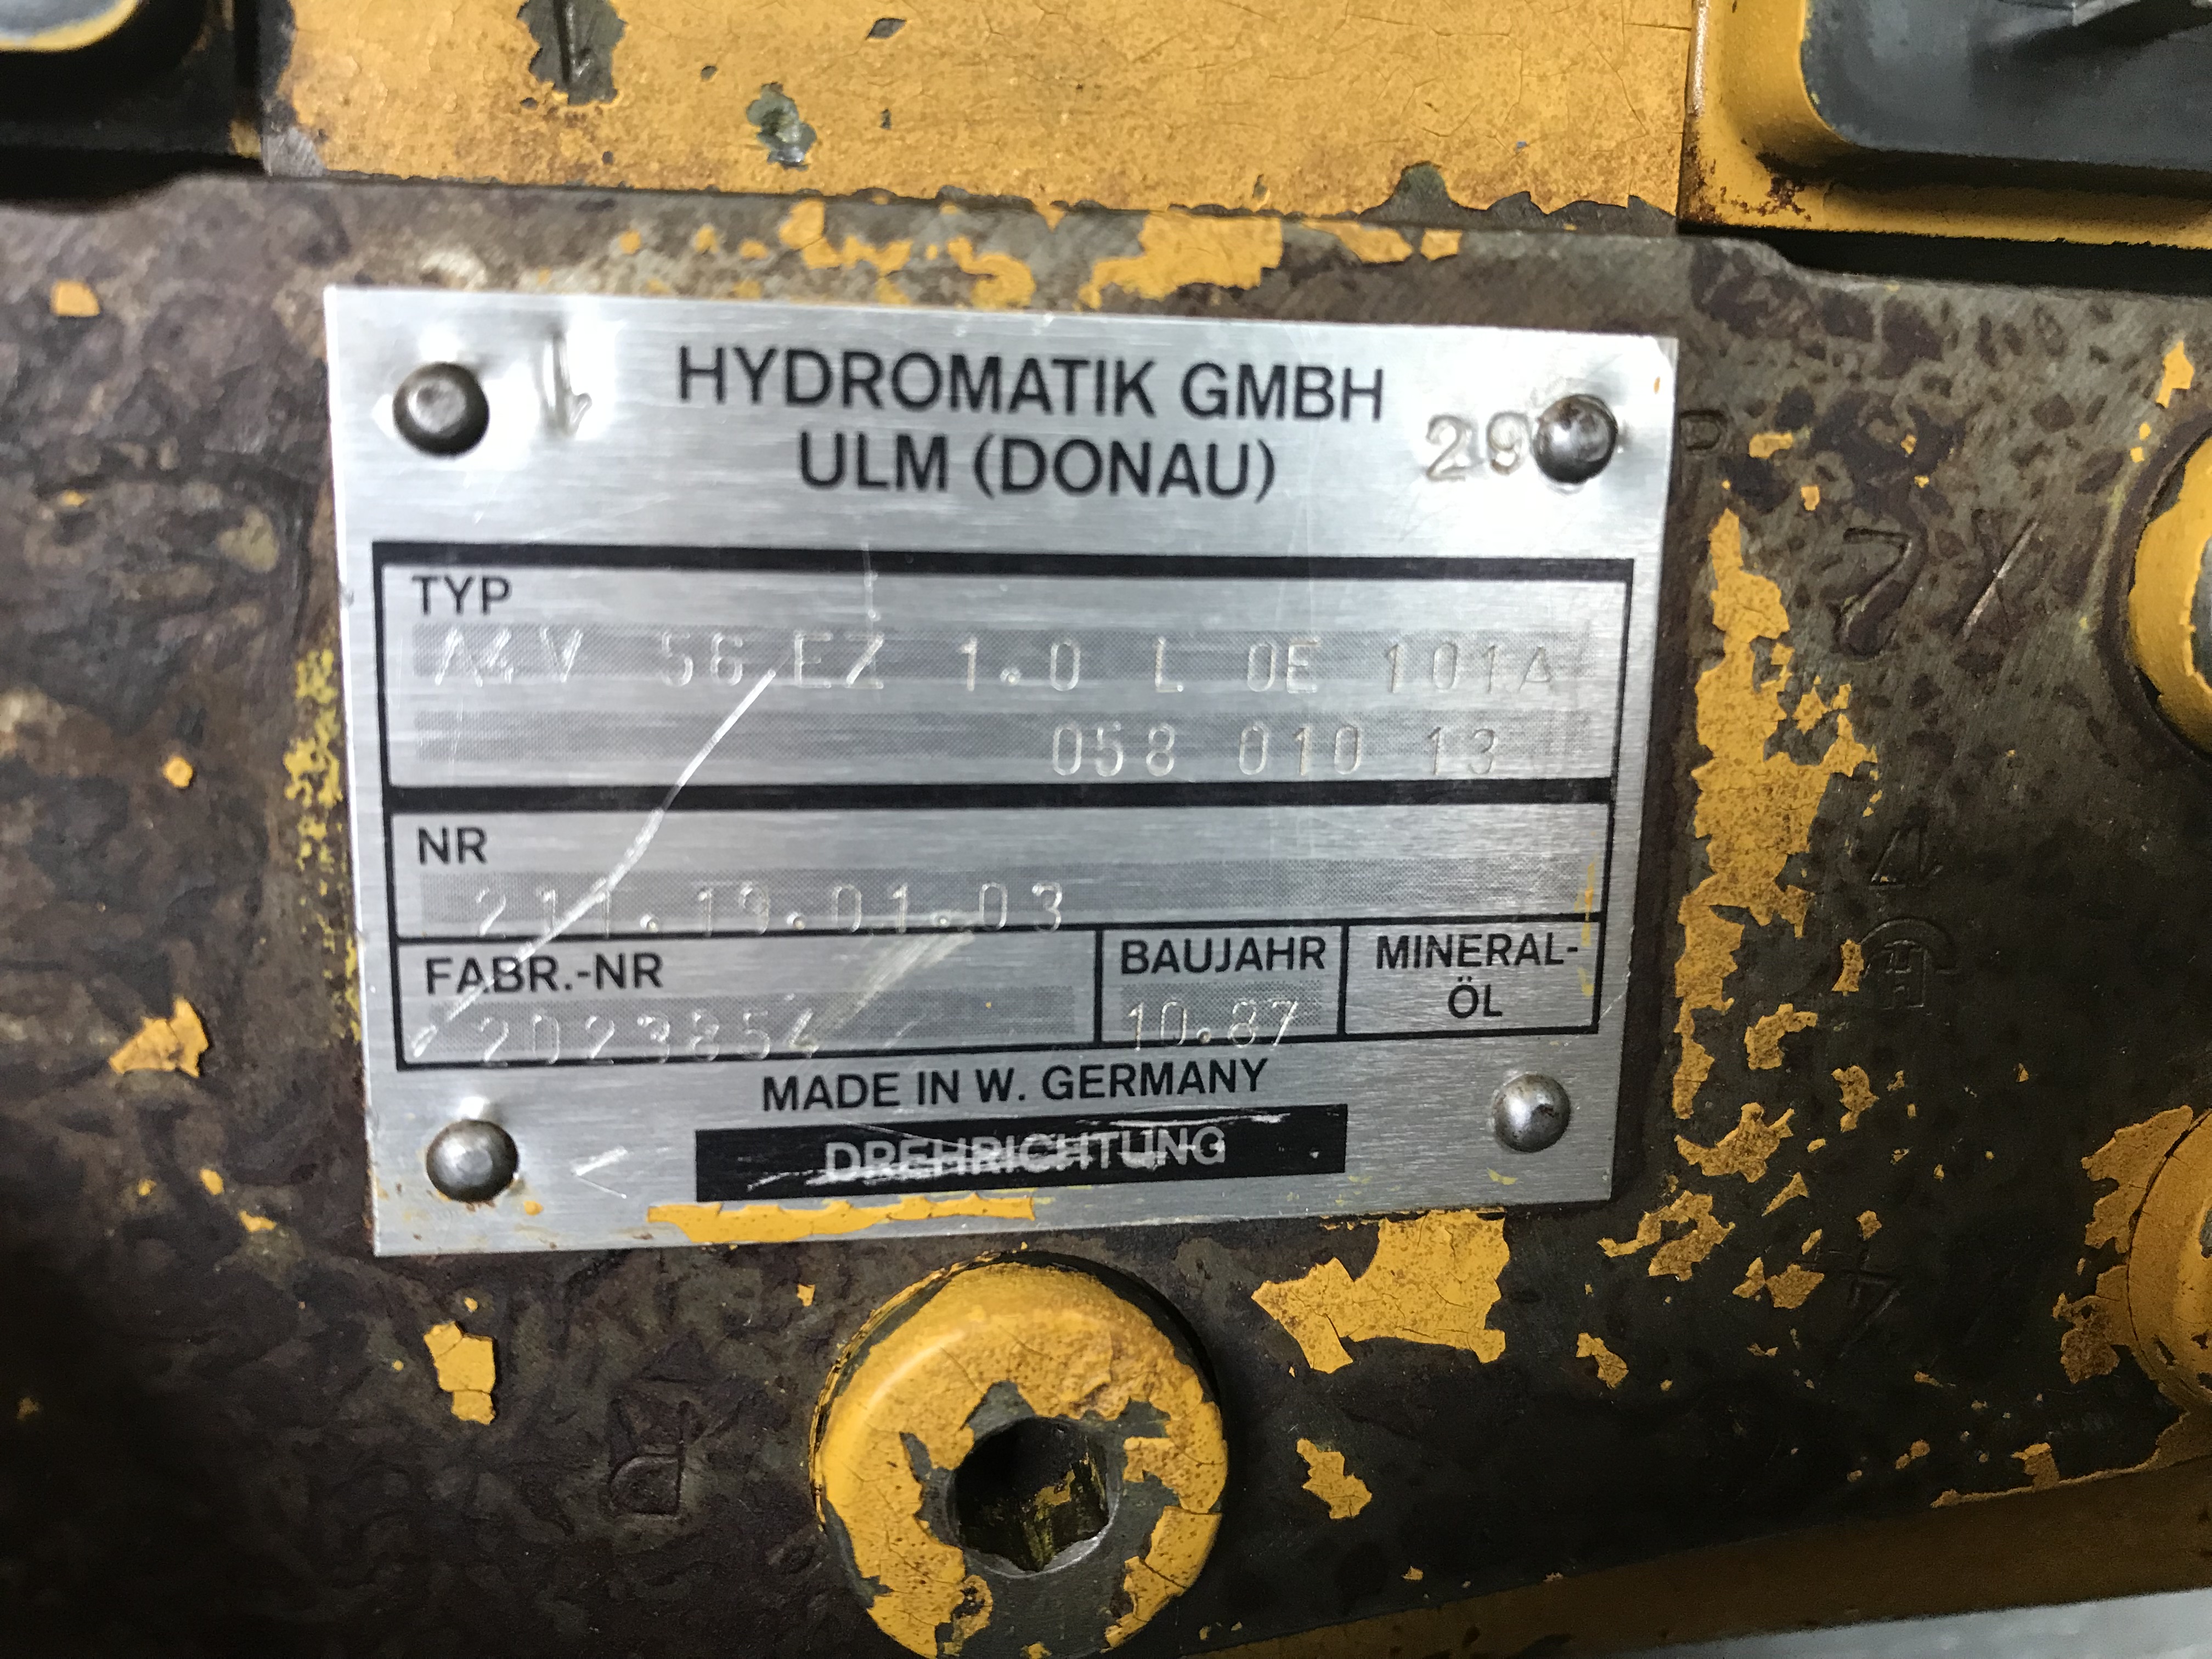 HYDROMATIK GMBH
ULM (DONAU)
29
TYP
A4V 56 EZ 1.0 L 0E 101A
058 010 13
NR
211.19.01.03
FABR.-NR
2023854
BAUJAHR
10.87
MINERAL-
ÖL
MADE IN W. GERMANY
DREHRICHTUNG
R